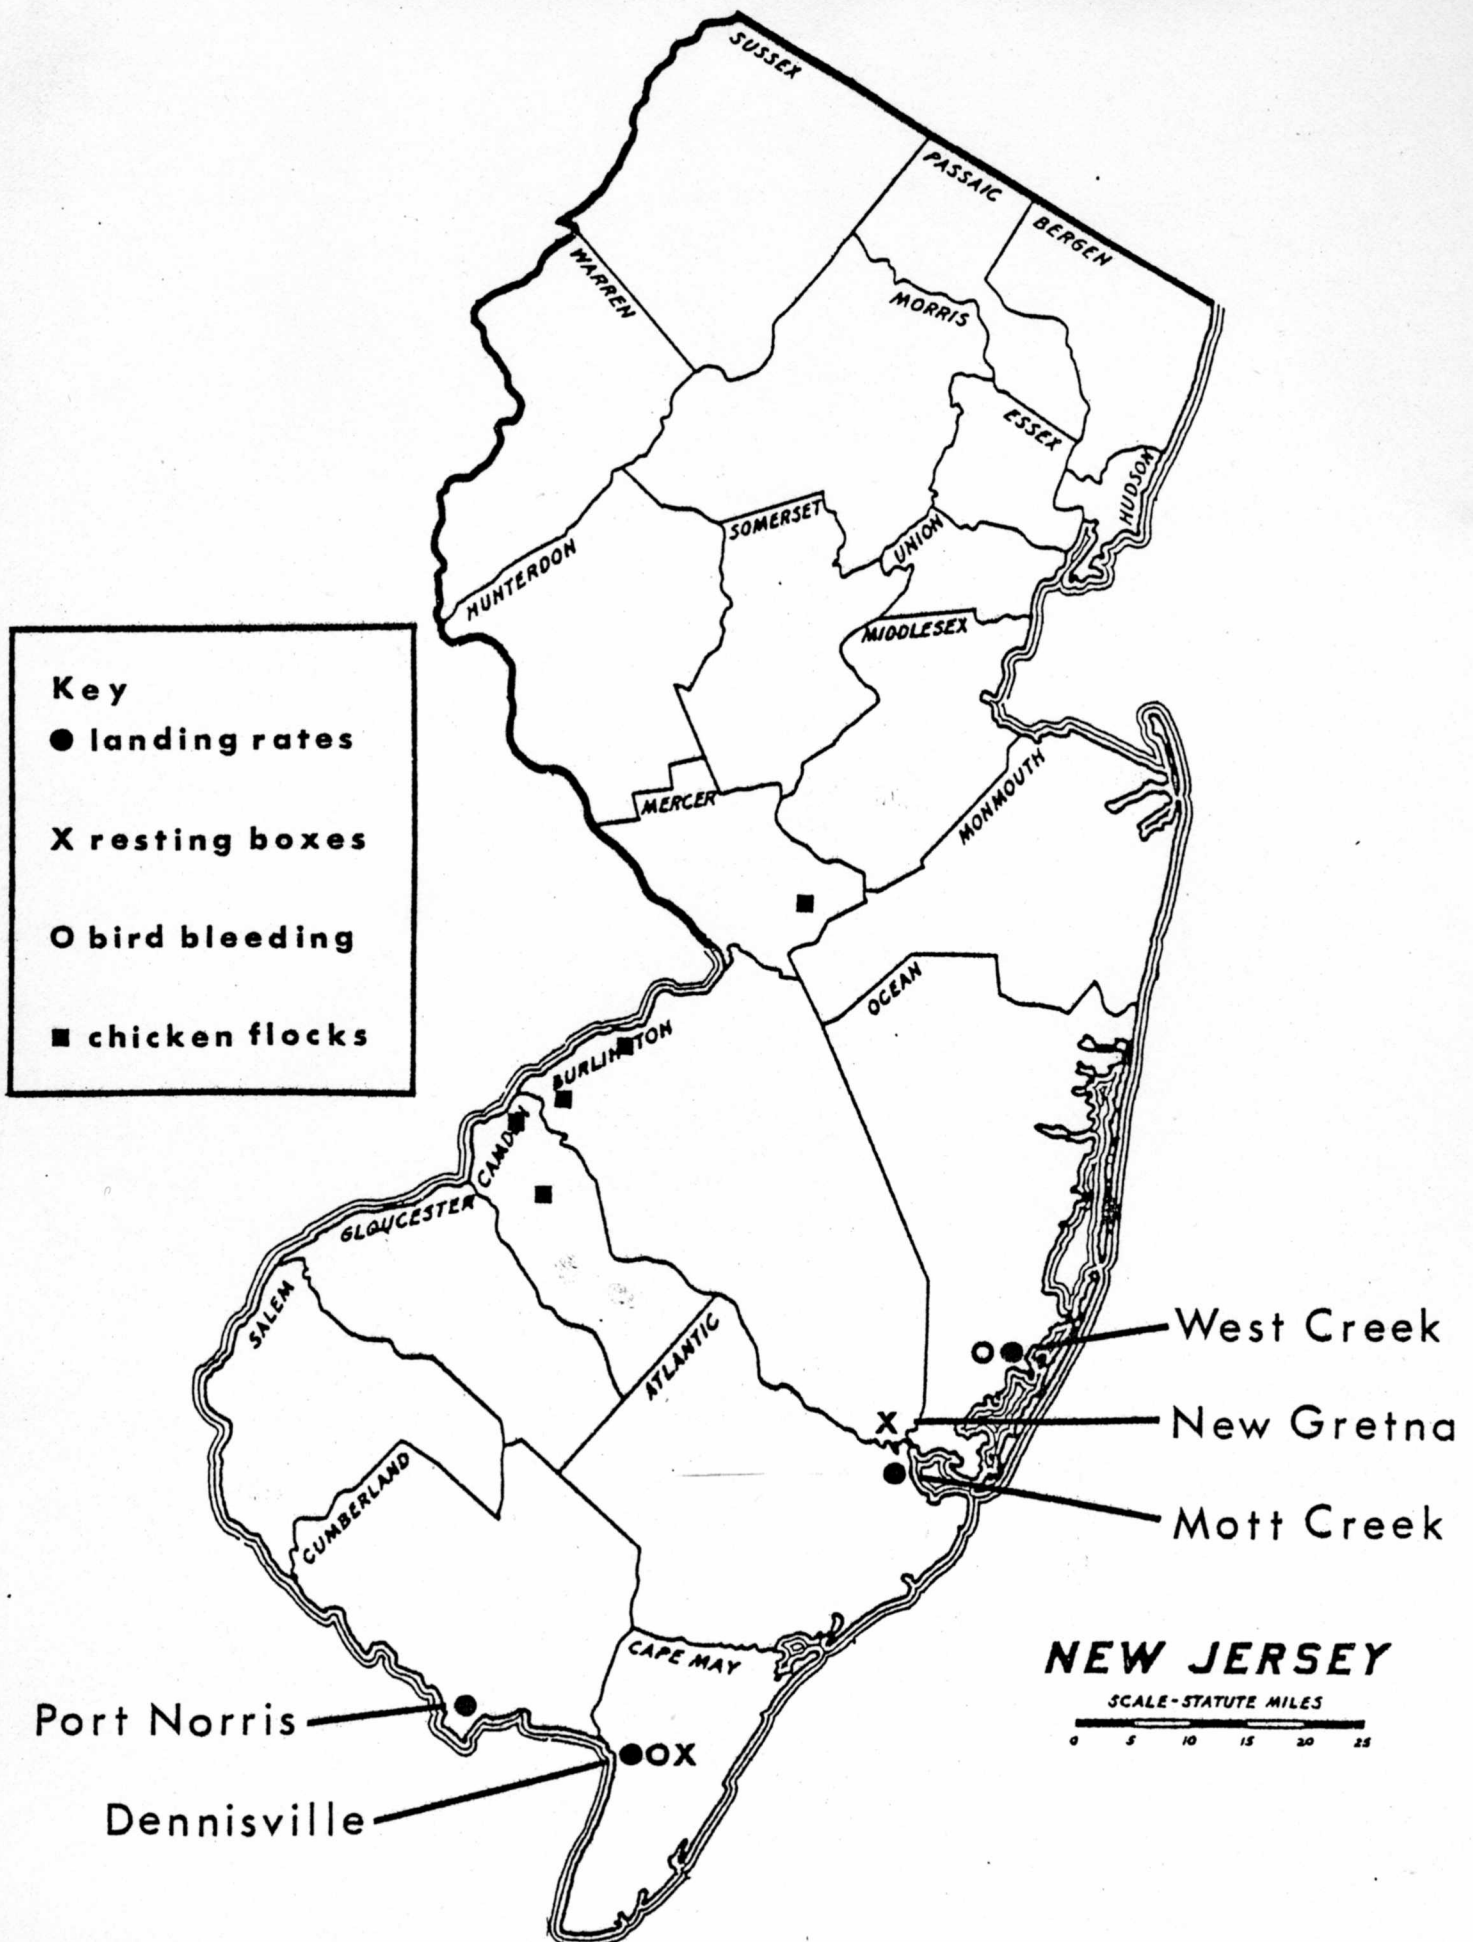 SUSSEX
PASSAIC
BERGEN
WARREN
MORRIS
ESSEX
HUDSON
SOMERSET
UNION
HUNTERDON
MIDDLESEX
Key
● landing rates
X resting boxes
O bird bleeding
■ chicken flocks
MERCER
MONMOUTH
OCEAN
BURLINGTON
CAMDEN
GLOUCESTER
SALEM
ATLANTIC
West Creek
O ●
New Gretna
X
Mott Creek
●
CUMBERLAND
CAPE MAY
NEW JERSEY
SCALE-STATUTE MILES
0 5 10 15 20 25
Port Norris
●
● O X
Dennisville